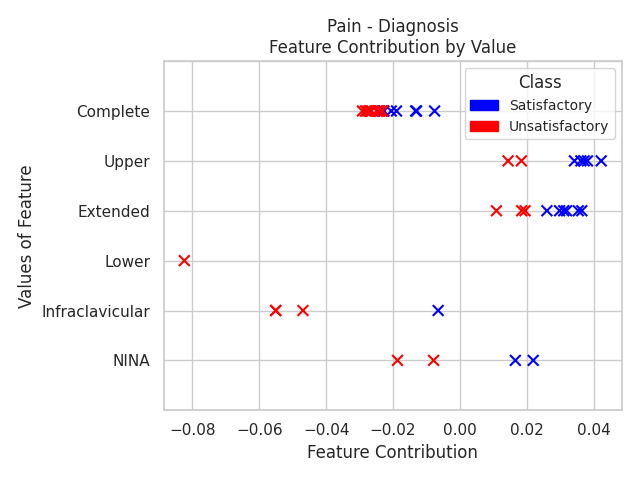 Pain - Diagnosis
Feature Contribution by Value
Class
Satisfactory
Unsatisfactory
Values of Feature
Complete
Upper
Extended
Lower
Infraclavicular
NINA
−0.08
−0.06
−0.04
−0.02
0.00
0.02
0.04
Feature Contribution